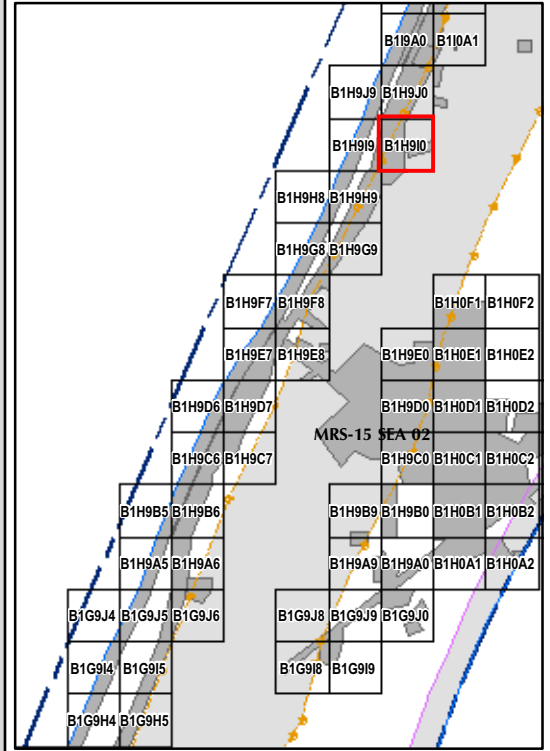 B1I9A0 B1I0A1
B1H9J9 B1H9J0
B1H9I9 B1H9I0
B1H9H8 B1H9H9
B1H9G8 B1H9G9
B1H9F7 B1H9F8 B1H0F1 B1H0F2
B1H9E7 B1H9E8 B1H9E0 B1H0E1 B1H0E2
B1H9D6 B1H9D7 B1H9D0 B1H0D1 B1H0D2
MRS-15 SEA 02
B1H9C6 B1H9C7 B1H9C0 B1H0C1 B1H0C2
B1H9B5 B1H9B6 B1H9B9 B1H9B0 B1H0B1 B1H0B2
B1H9A5 B1H9A6 B1H9A9 B1H9A0 B1H0A1 B1H0A2
B1G9J4 B1G9J5 B1G9J6 B1G9J8 B1G9J9 B1G9J0
B1G9I4 B1G9I5 B1G9I8 B1G9I9
B1G9H4 B1G9H5